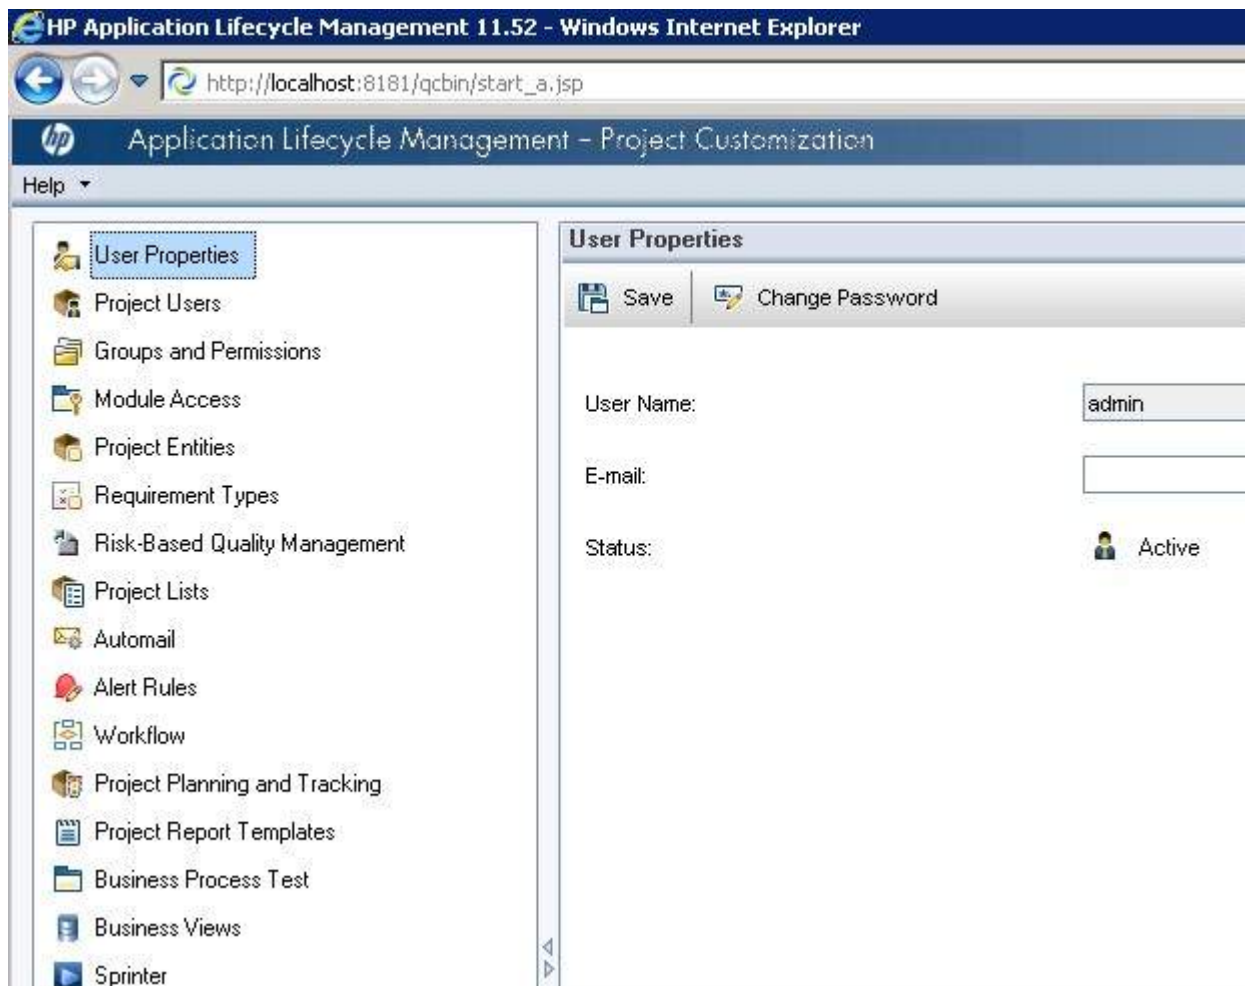 HP Application Lifecycle Management 11.52 - Windows Internet Explorer
http://localhost:8181/qcbin/start_a.jsp
hp Application Lifecycle Management – Project Customization
Help
User Properties
Project Users
Groups and Permissions
Module Access
Project Entities
Requirement Types
Risk-Based Quality Management
Project Lists
Automail
Alert Rules
Workflow
Project Planning and Tracking
Project Report Templates
Business Process Test
Business Views
Sprinter
User Properties
Save Change Password
User Name: admin
E-mail:
Status: Active